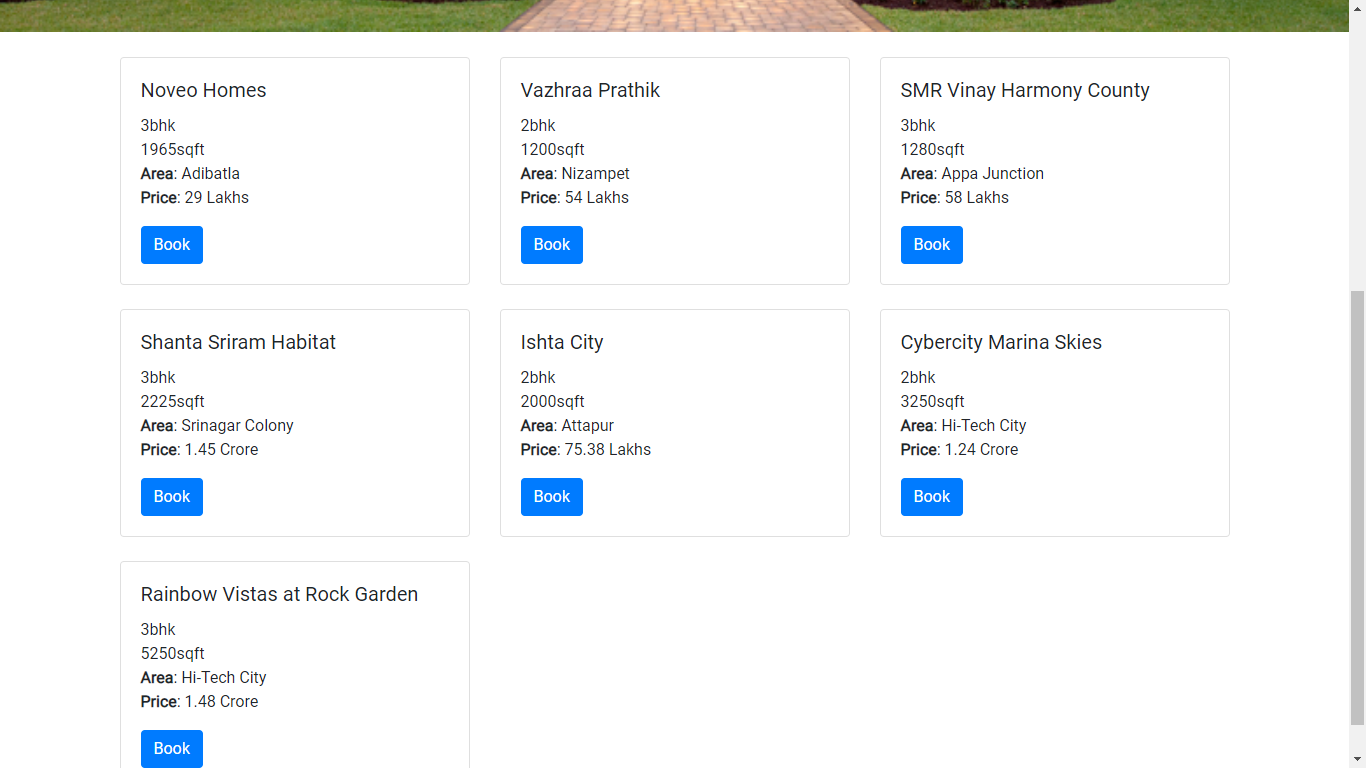 Noveo Homes
3bhk
1965sqft
Area: Adibatla
Price: 29 Lakhs
Book
Vazhraa Prathik
2bhk
1200sqft
Area: Nizampet
Price: 54 Lakhs
Book
SMR Vinay Harmony County
3bhk
1280sqft
Area: Appa Junction
Price: 58 Lakhs
Book
Shanta Sriram Habitat
3bhk
2225sqft
Area: Srinagar Colony
Price: 1.45 Crore
Book
Ishta City
2bhk
2000sqft
Area: Attapur
Price: 75.38 Lakhs
Book
Cybercity Marina Skies
2bhk
3250sqft
Area: Hi-Tech City
Price: 1.24 Crore
Book
Rainbow Vistas at Rock Garden
3bhk
5250sqft
Area: Hi-Tech City
Price: 1.48 Crore
Book